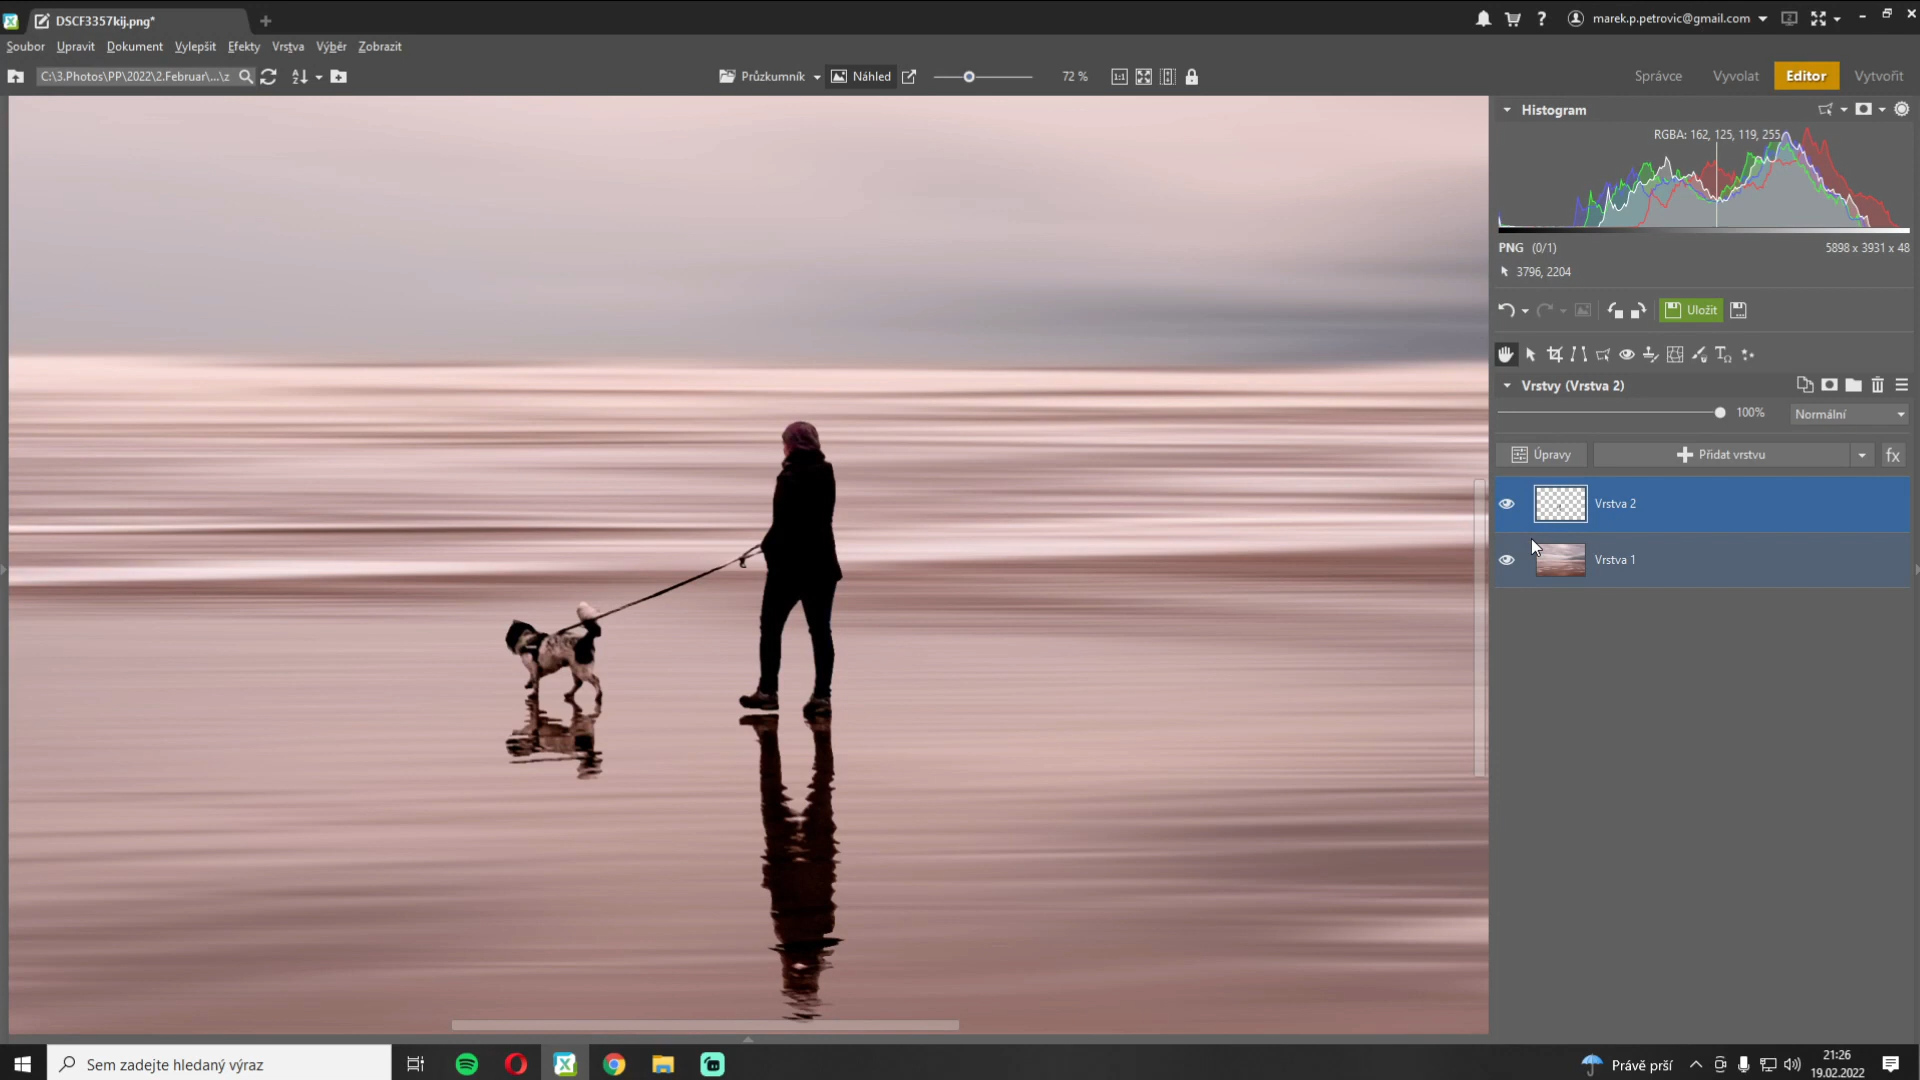 DSCF3357kij.png*
marek.p.petrovic@gmail.com
Soubor Upravit Dokument Vylepšit Efekty Vrstva Výběr Zobrazit
C:\3.Photos\PP\2022\2.Februar\...\z
Průzkumník
Náhled
72 %
1:1
Správce
Vyvolat
Editor
Vytvořit
Histogram
RGBA: 162, 125, 119, 255
PNG (0/1)
5898 x 3931 x 48
3796, 2204
Uložit
Vrstvy (Vrstva 2)
100%
Normální
Úpravy
Přidat vrstvu
fx
Vrstva 2
Vrstva 1
Sem zadejte hledaný výraz
Právě prší
21:26
19.02.2022